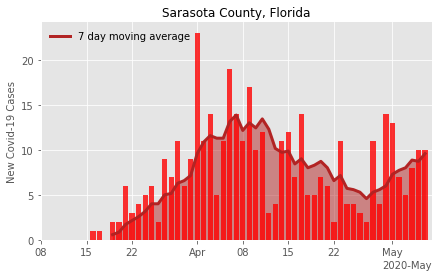 Sarasota County, Florida
7 day moving average
New Covid-19 Cases
20
15
10
5
0
08 15 22 Apr 08 15 22 May
2020-May